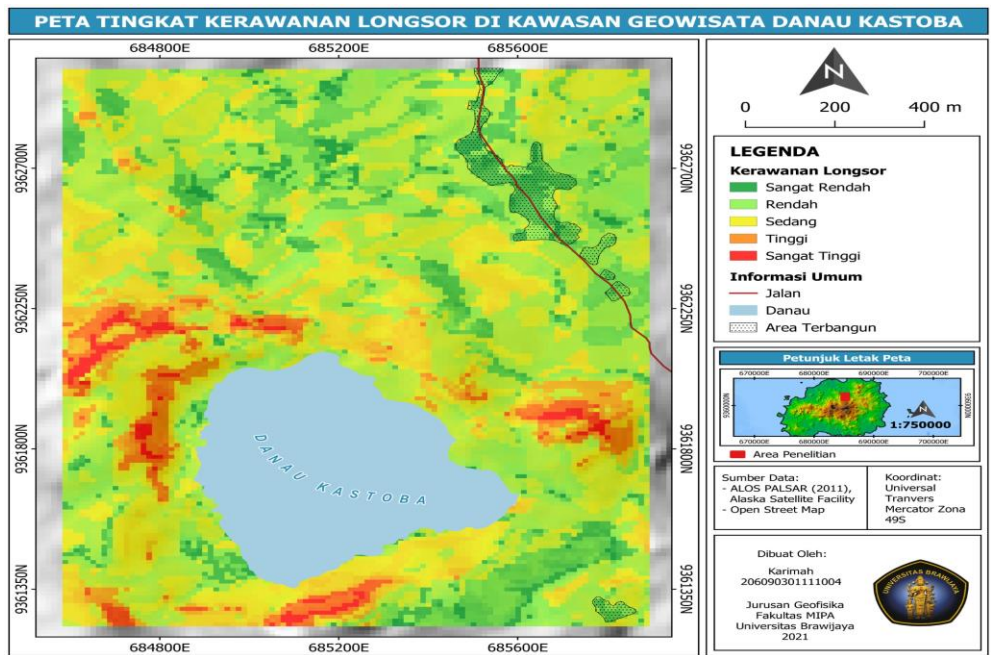 PETA TINGKAT KERAWANAN LONGSOR DI KAWASAN GEOWISATA DANAU KASTOBA
684800E 685200E 685600E
9362700N 9362700N
9362250N 9362250N
9361800N 9361800N
9361350N 9361350N
DANAU KASTOBA
684800E 685200E 685600E
N
0 200 400 m
LEGENDA
Kerawanan Longsor
Sangat Rendah
Rendah
Sedang
Tinggi
Sangat Tinggi
Informasi Umum
Jalan
Danau
Area Terbangun
Petunjuk Letak Peta
670000E 680000E 690000E 700000E
9360000N 9360000N
N
1:750000
670000E 680000E 690000E 700000E
Area Penelitian
Sumber Data:
- ALOS PALSAR (2011),
Alaska Satellite Facility
- Open Street Map
Koordinat:
Universal
Tranvers
Mercator Zona
49S
Dibuat Oleh:
Karimah
206090301111004
Jurusan Geofisika
Fakultas MIPA
Universitas Brawijaya
2021
UNIVERSITAS BRAWIJAYA